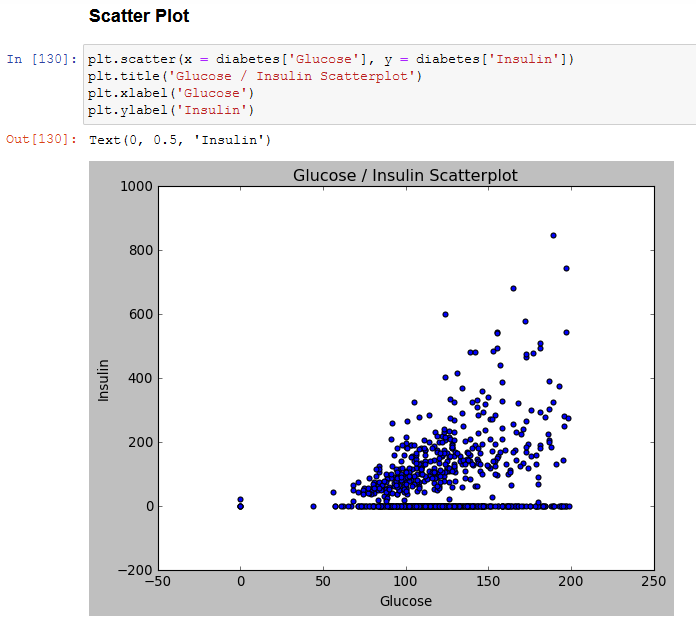 Scatter Plot
In [130]: plt.scatter(x = diabetes['Glucose'], y = diabetes['Insulin'])
plt.title('Glucose / Insulin Scatterplot')
plt.xlabel('Glucose')
plt.ylabel('Insulin')
Out[130]: Text(0, 0.5, 'Insulin')
Glucose / Insulin Scatterplot
1000
800
600
400
200
0
−200
Insulin
−50 0 50 100 150 200 250
Glucose